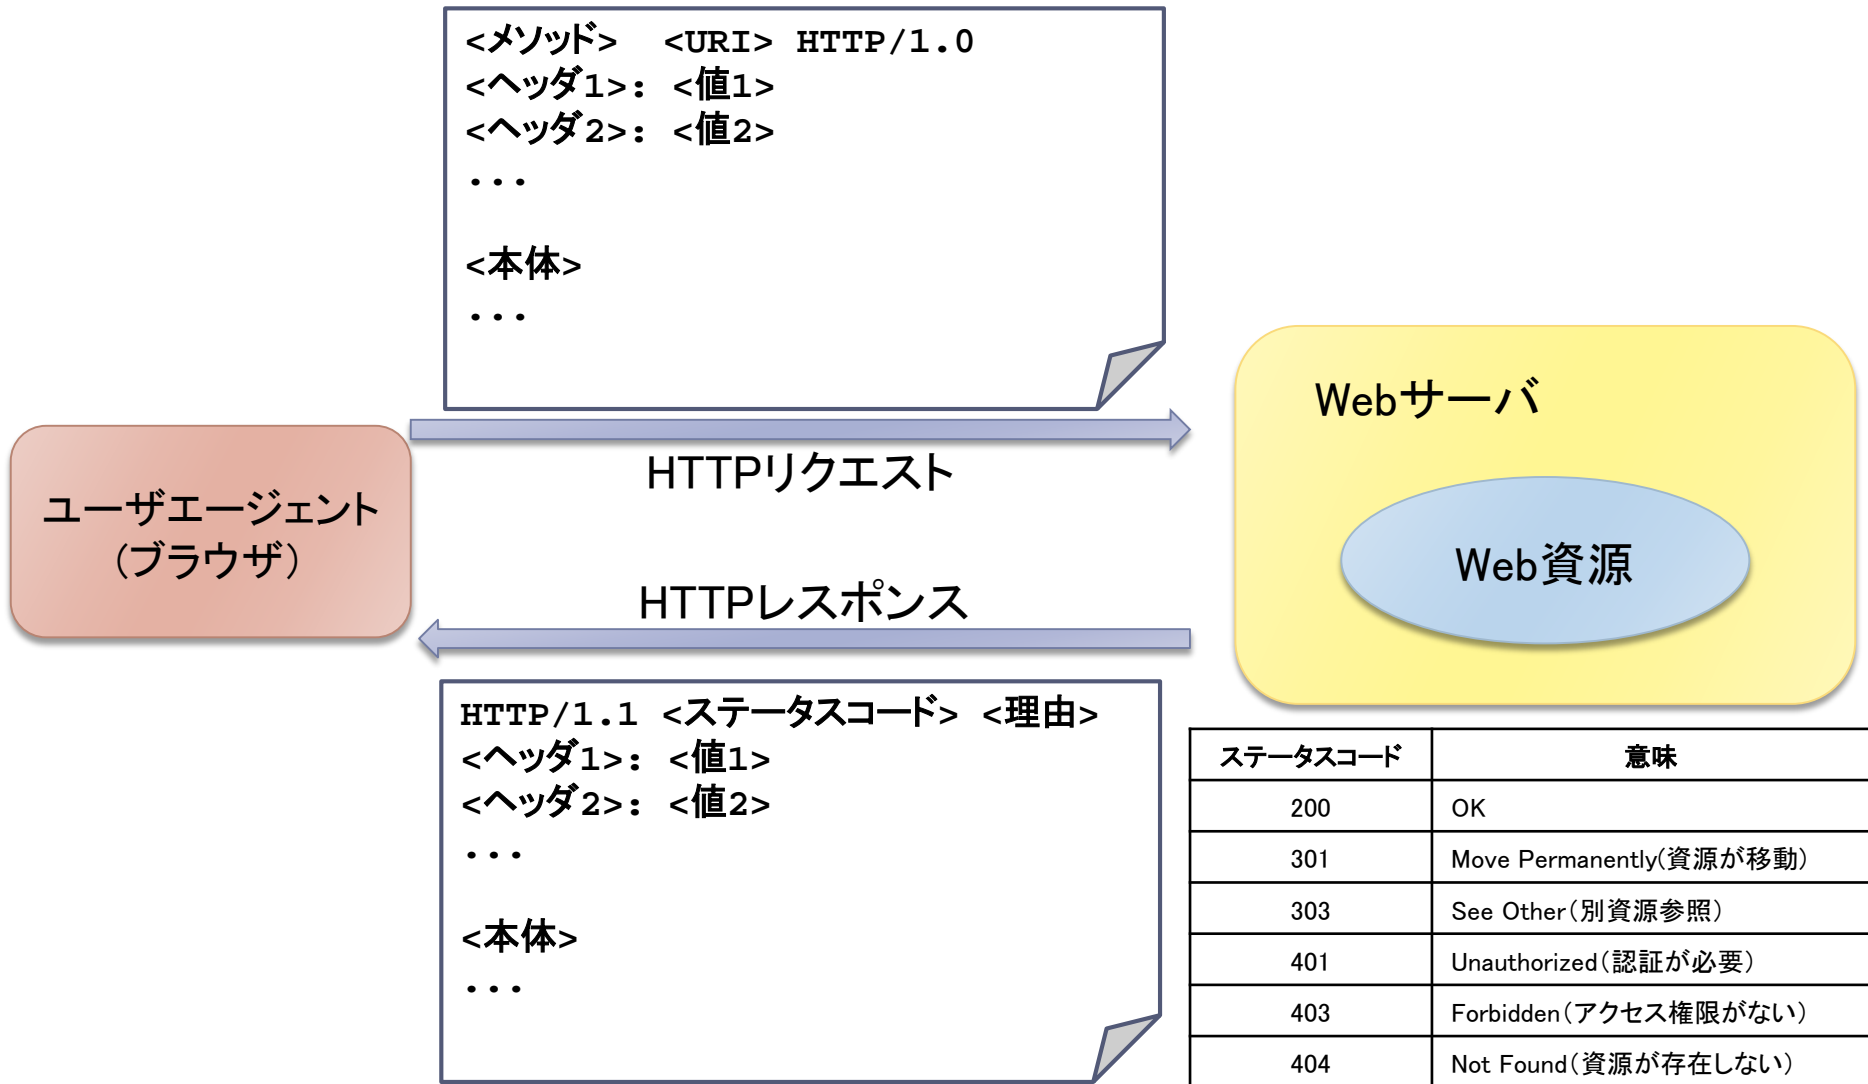 <メソッド> <URI> HTTP/1.0
<ヘッダ1>: <値1>
<ヘッダ2>: <値2>
...
<本体>
...
HTTPリクエスト
ユーザエージェント
(ブラウザ)
Webサーバ
Web資源
HTTPレスポンス
HTTP/1.1 <ステータスコード> <理由>
<ヘッダ1>: <値1>
<ヘッダ2>: <値2>
...
<本体>
...
ステータスコード 意味
200 OK
301 Move Permanently(資源が移動)
303 See Other(別資源参照)
401 Unauthorized(認証が必要)
403 Forbidden(アクセス権限がない)
404 Not Found(資源が存在しない)